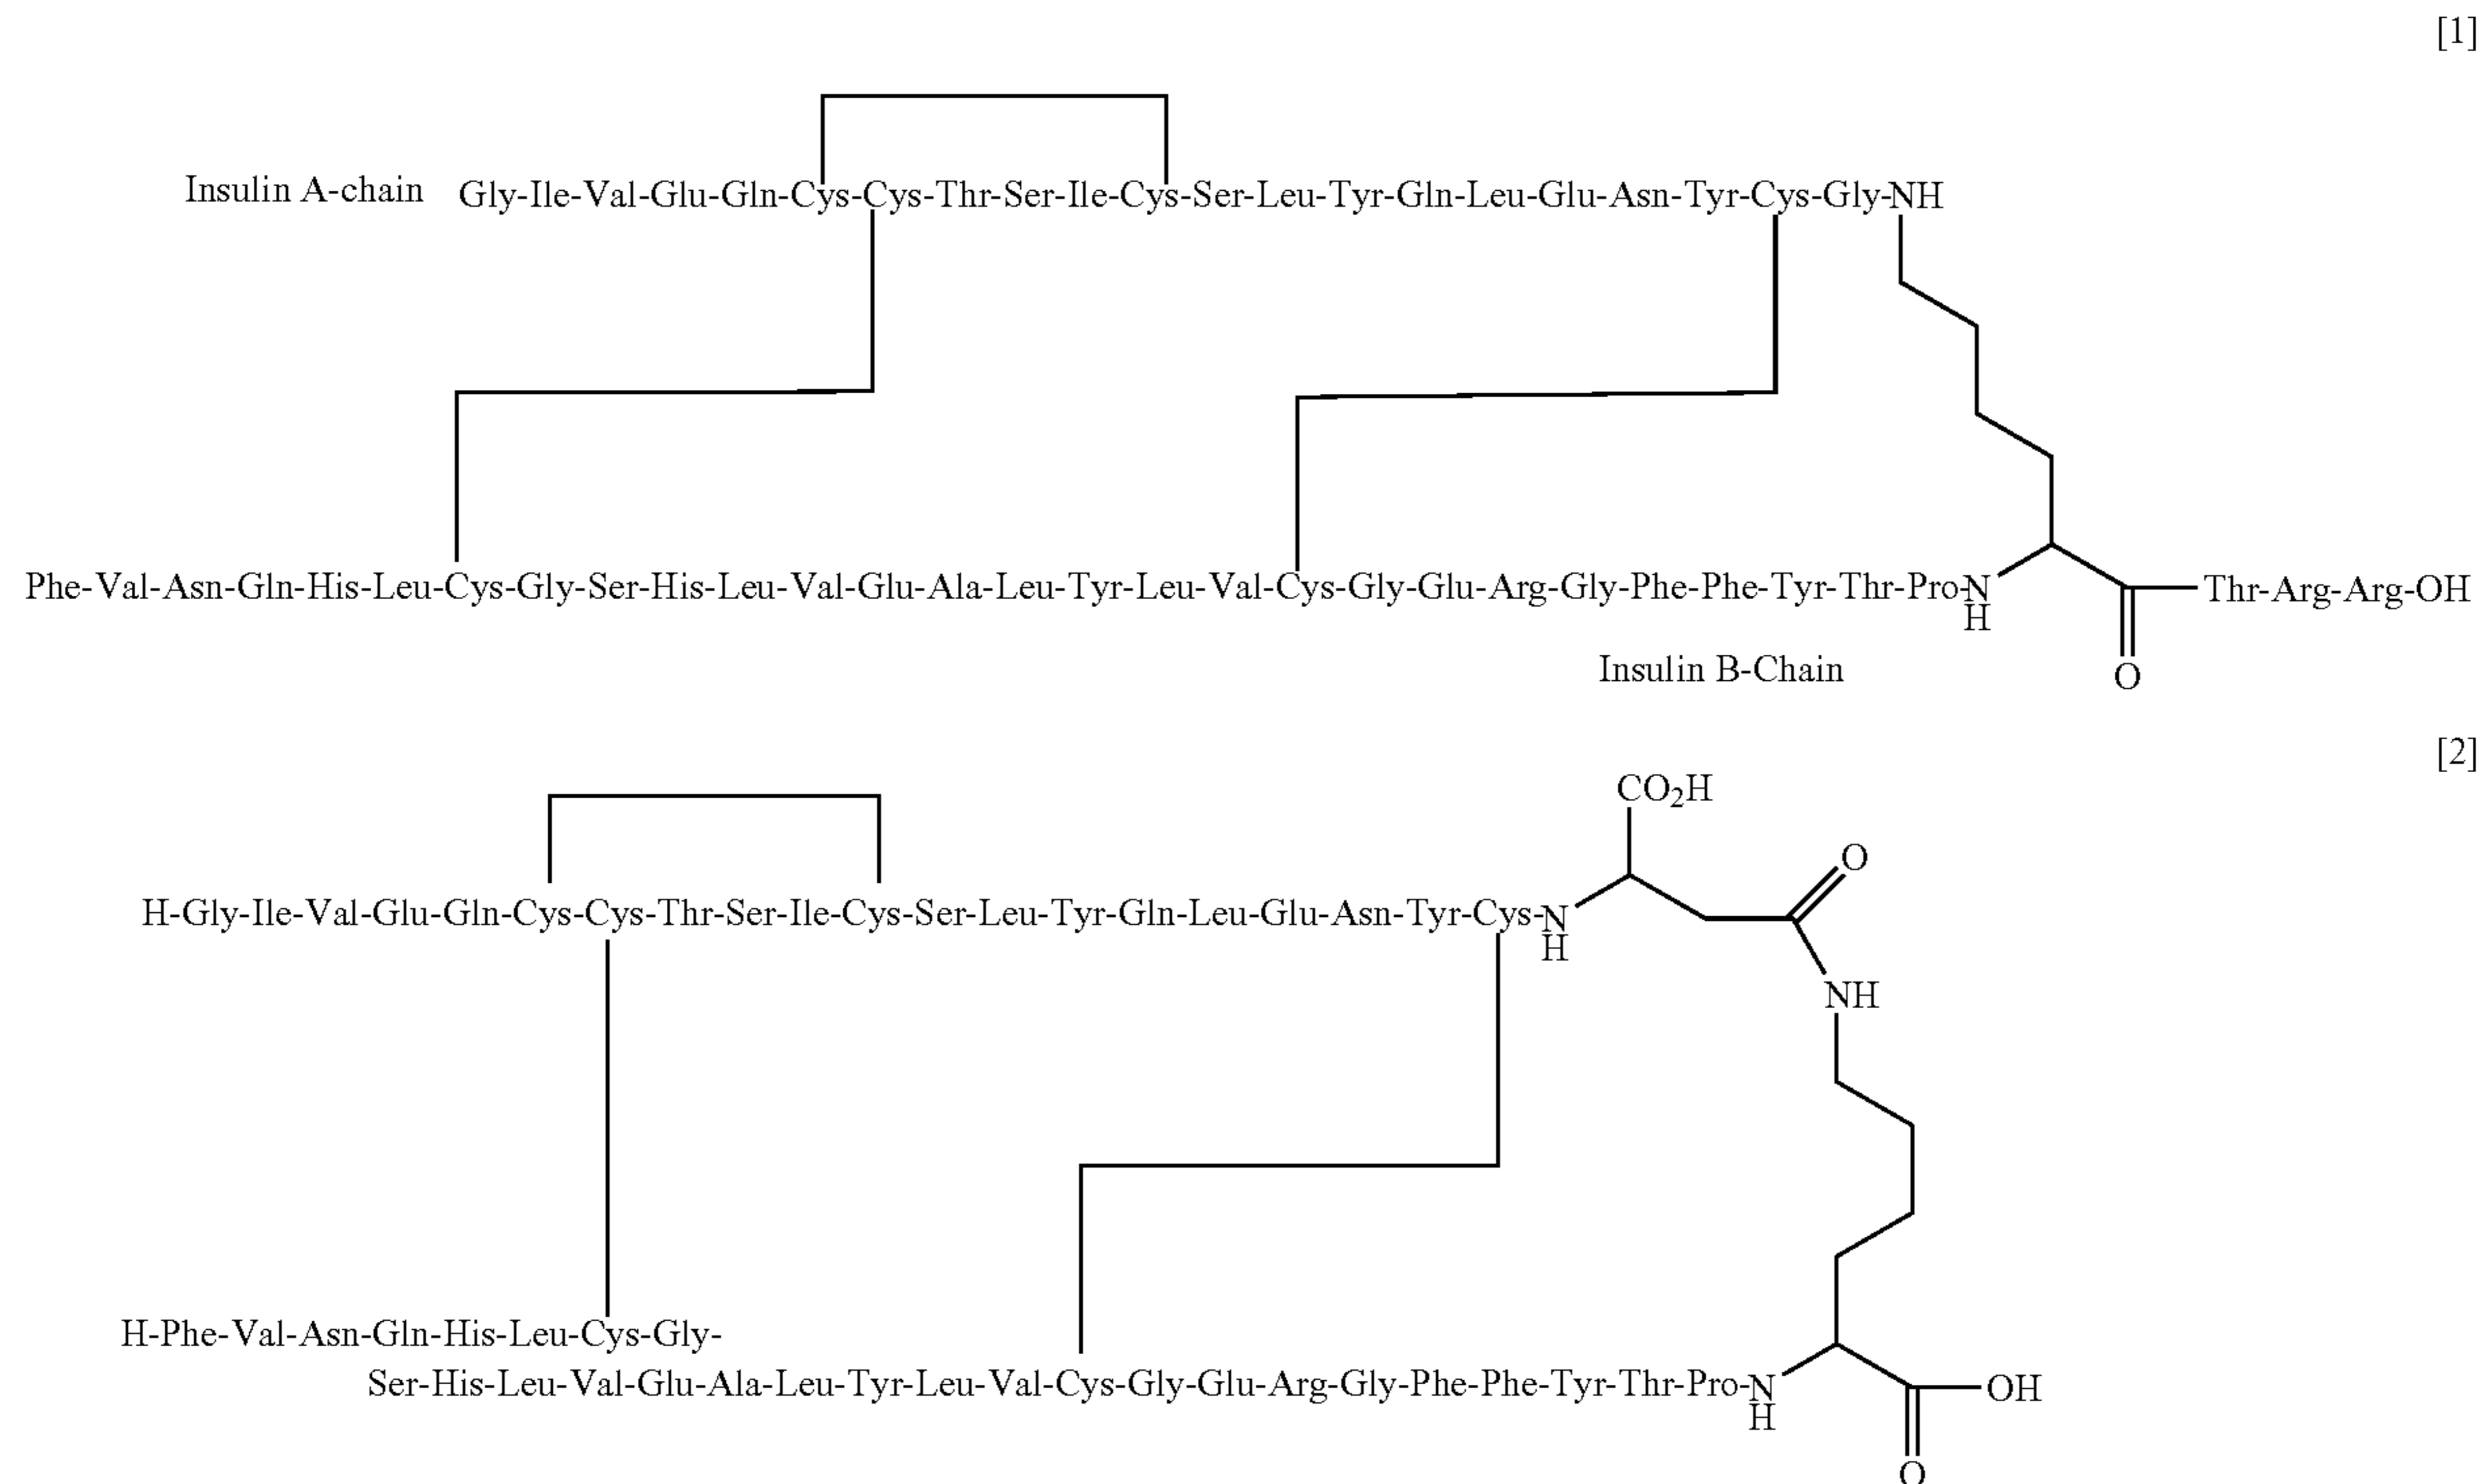 [1]
Insulin A-chain Gly-Ile-Val-Glu-Gln-Cys-Cys-Thr-Ser-Ile-Cys-Ser-Leu-Tyr-Gln-Leu-Glu-Asn-Tyr-Cys-Gly-NH
Phe-Val-Asn-Gln-His-Leu-Cys-Gly-Ser-His-Leu-Val-Glu-Ala-Leu-Tyr-Leu-Val-Cys-Gly-Glu-Arg-Gly-Phe-Phe-Tyr-Thr-Pro-N Thr-Arg-Arg-OH
H
Insulin B-Chain
O
[2]
CO2H
O
H-Gly-Ile-Val-Glu-Gln-Cys-Cys-Thr-Ser-Ile-Cys-Ser-Leu-Tyr-Gln-Leu-Glu-Asn-Tyr-Cys-N
H
NH
H-Phe-Val-Asn-Gln-His-Leu-Cys-Gly-
Ser-His-Leu-Val-Glu-Ala-Leu-Tyr-Leu-Val-Cys-Gly-Glu-Arg-Gly-Phe-Phe-Tyr-Thr-Pro-N OH
H
O